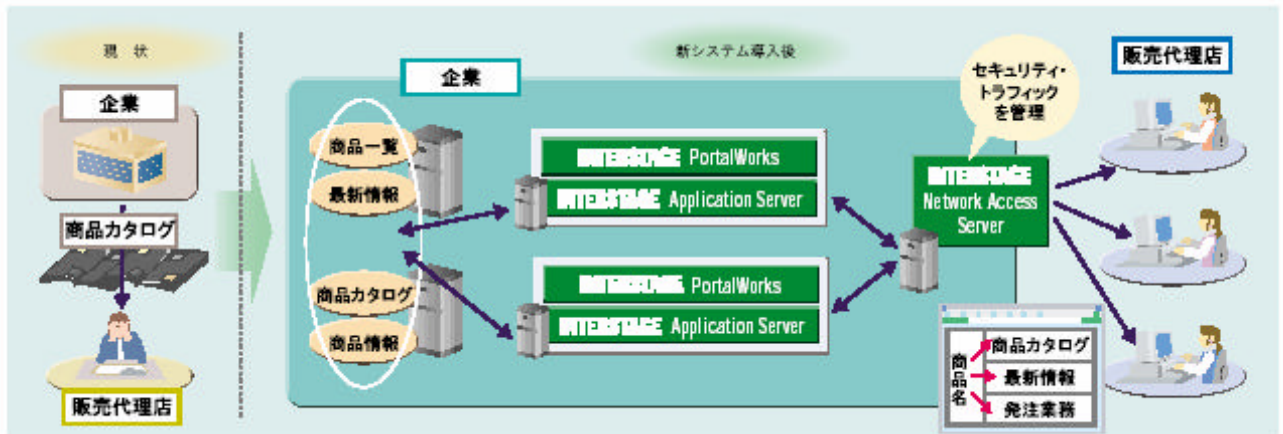 現 状
企業
商品カタログ
販売代理店
新システム導入後
企業
商品一覧
最新情報
商品カタログ
商品情報
INTERSTAGE PortalWorks
INTERSTAGE Application Server
INTERSTAGE PortalWorks
INTERSTAGE Application Server
セキュリティ・
トラフィック
を管理
INTERSTAGE
Network Access
Server
販売代理店
商品名
商品カタログ
最新情報
発注業務